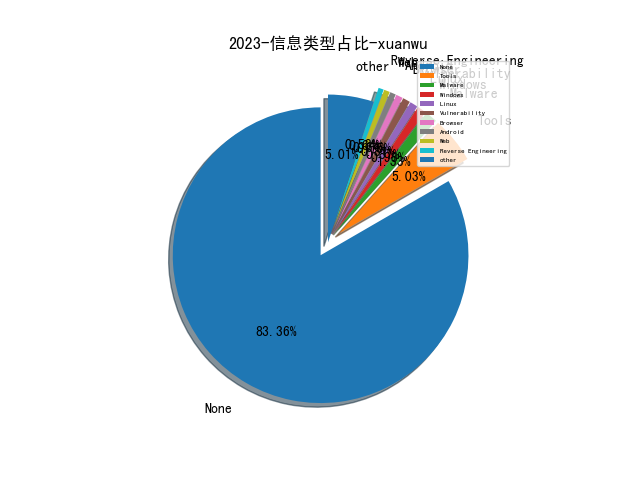 2023-信息类型占比-xuanwu
other
Reverse Engineering
None
Tools
Malware
Windows
Linux
Vulnerability
Browser
Android
Web
Reverse Engineering
other
Tools
5.01%
5.03%
83.36%
None